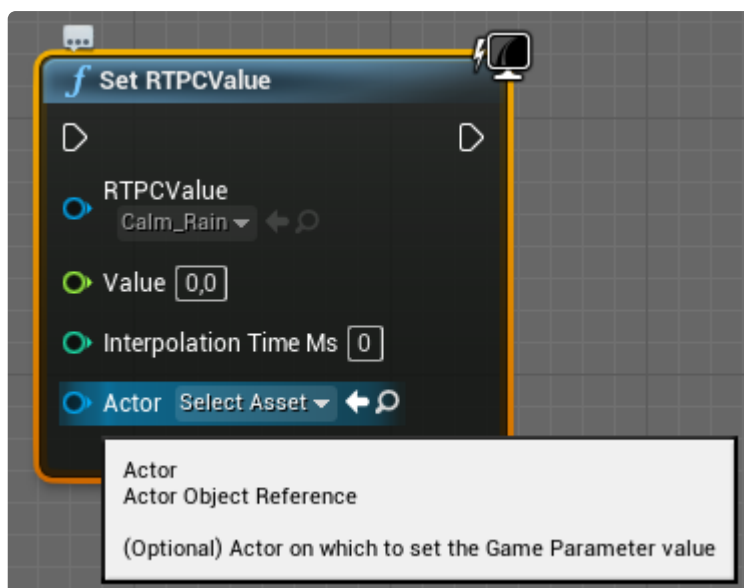 f Set RTPCValue
RTPCValue
Calm_Rain
Value 0,0
Interpolation Time Ms 0
Actor Select Asset
Actor
Actor Object Reference
(Optional) Actor on which to set the Game Parameter value